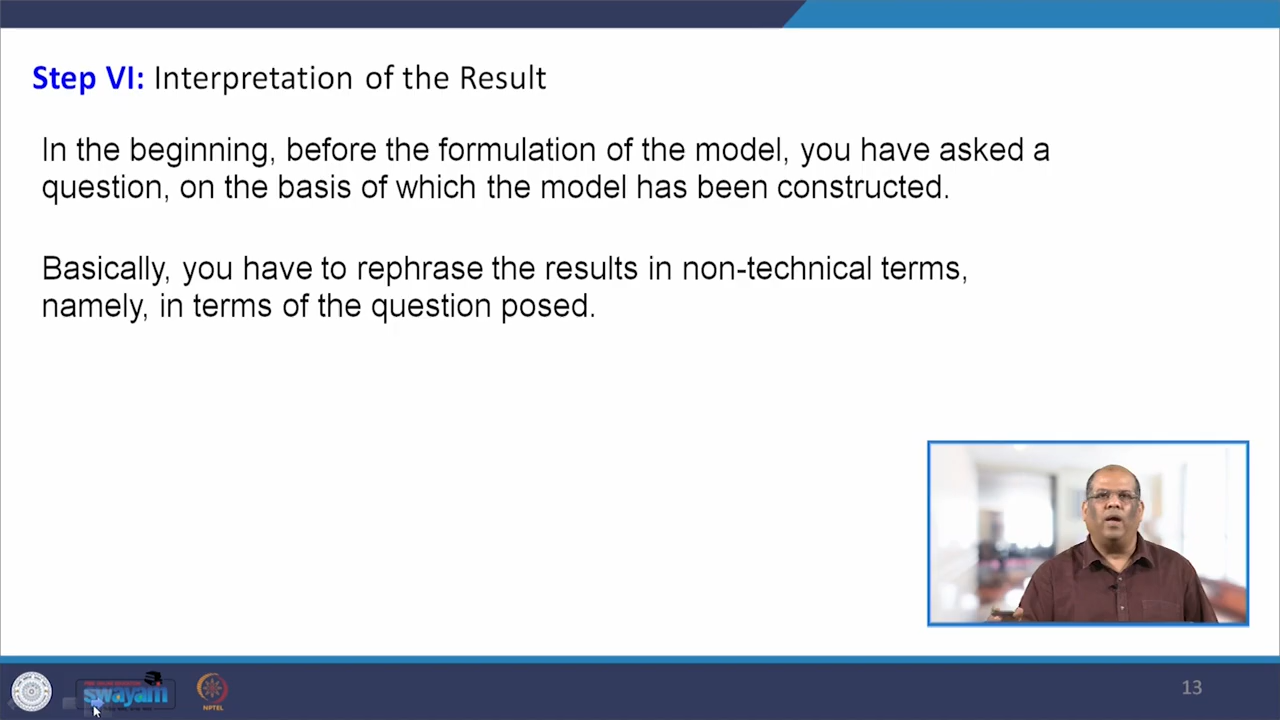 Step VI: Interpretation of the Result
In the beginning, before the formulation of the model, you have asked a
question, on the basis of which the model has been constructed.
Basically, you have to rephrase the results in non-technical terms,
namely, in terms of the question posed.
swayam
NPTEL
13